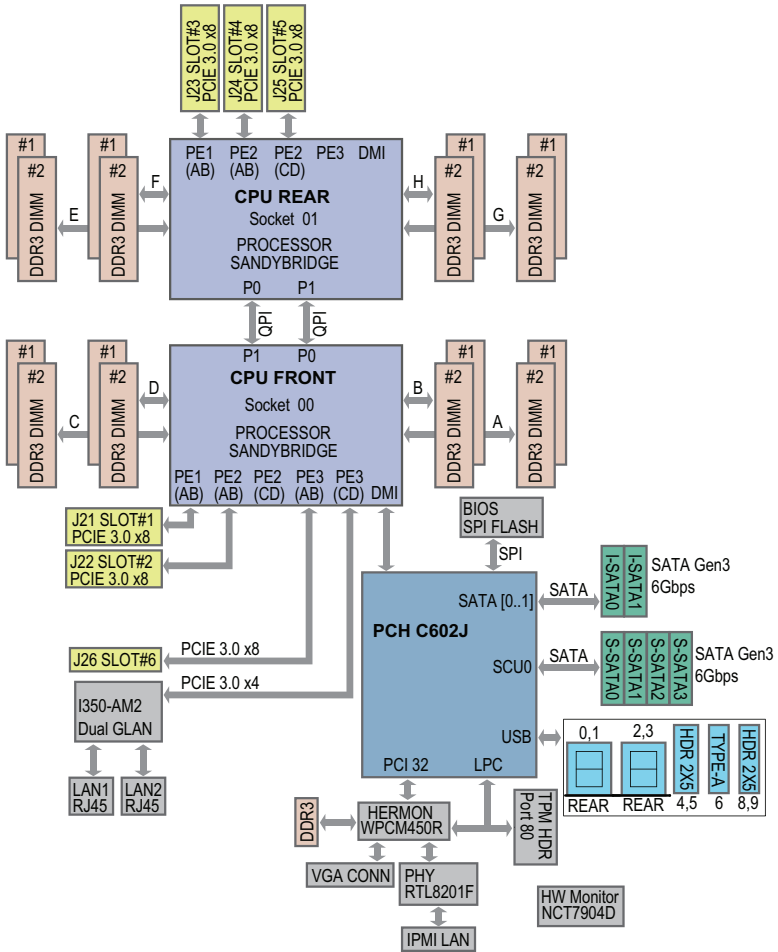 J23 SLOT#3
PCIE 3.0 x8
J24 SLOT#4
PCIE 3.0 x8
J25 SLOT#5
PCIE 3.0 x8
#1
#2
DDR3 DIMM
#1
#2
DDR3 DIMM
E
F
PE1
(AB)
PE2
(AB)
PE2
(CD)
PE3
DMI
CPU REAR
Socket 01
PROCESSOR
SANDYBRIDGE
P0
P1
H
G
#1
#2
DDR3 DIMM
#1
#2
DDR3 DIMM
QPI
QPI
#1
#2
DDR3 DIMM
#1
#2
DDR3 DIMM
C
D
P1
P0
CPU FRONT
Socket 00
PROCESSOR
SANDYBRIDGE
PE1
(AB)
PE2
(AB)
PE2
(CD)
PE3
(AB)
PE3
(CD)
DMI
B
A
#1
#2
DDR3 DIMM
#1
#2
DDR3 DIMM
J21 SLOT#1
PCIE 3.0 x8
J22 SLOT#2
PCIE 3.0 x8
BIOS
SPI FLASH
SPI
SATA [0..1]
PCH C602J
SCU0
USB
PCI 32
LPC
SATA
I-SATA0
I-SATA1
SATA Gen3
6Gbps
SATA
S-SATA0
S-SATA1
S-SATA2
S-SATA3
SATA Gen3
6Gbps
J26 SLOT#6
PCIE 3.0 x8
PCIE 3.0 x4
I350-AM2
Dual GLAN
LAN1
RJ45
LAN2
RJ45
0,1
REAR
2,3
REAR
HDR 2X5
4,5
TYPE-A
6
HDR 2X5
8,9
DDR3
HERMON
WPCM450R
TPM HDR
Port 80
VGA CONN
PHY
RTL8201F
IPMI LAN
HW Monitor
NCT7904D